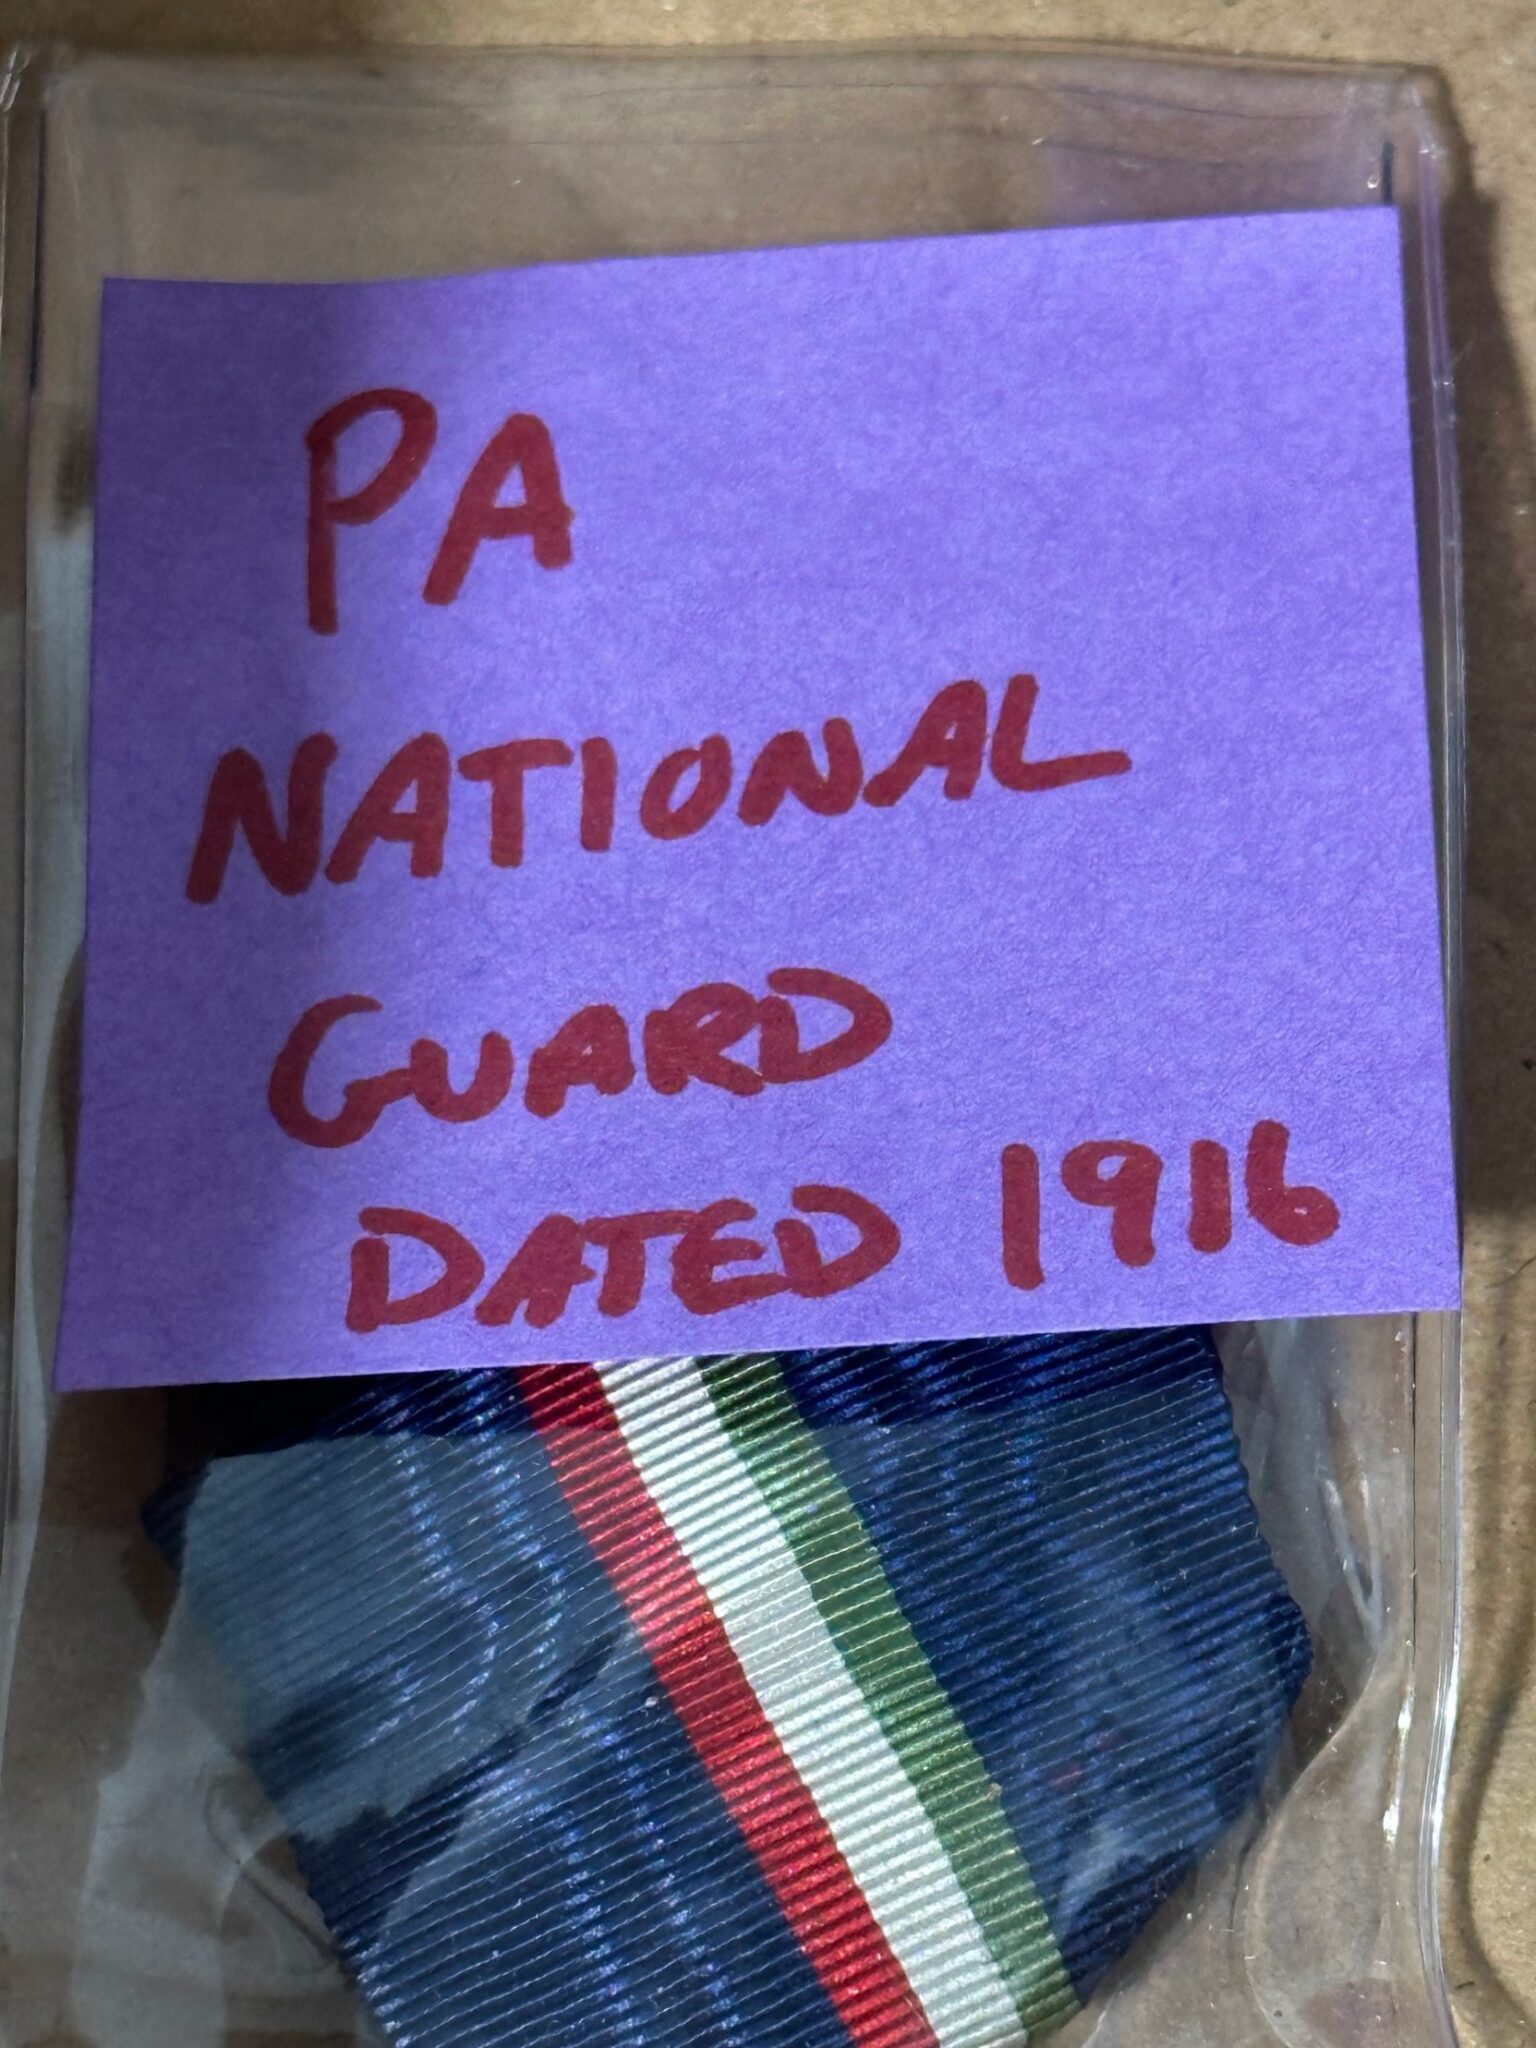 PA
NATIONAL
GUARD
DATED 1916